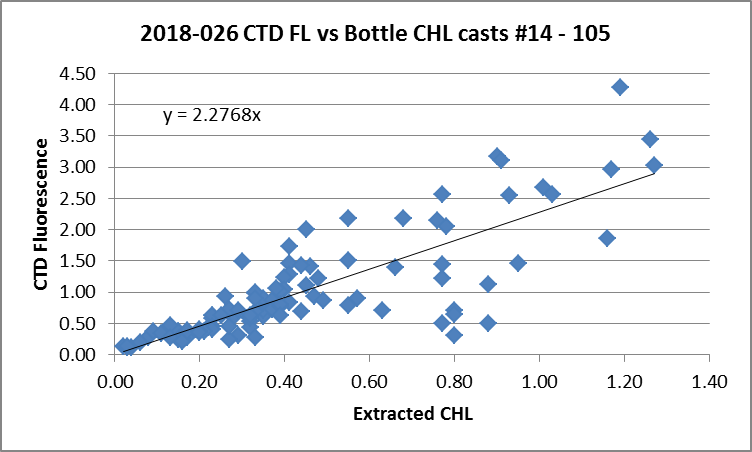 2018-026 CTD FL vs Bottle CHL casts #14 - 105
4.50
4.00
y = 2.2768x
3.50
3.00
2.50
2.00
1.50
1.00
0.50
0.00
CTD Fluorescence
0.00 0.20 0.40 0.60 0.80 1.00 1.20 1.40
Extracted CHL